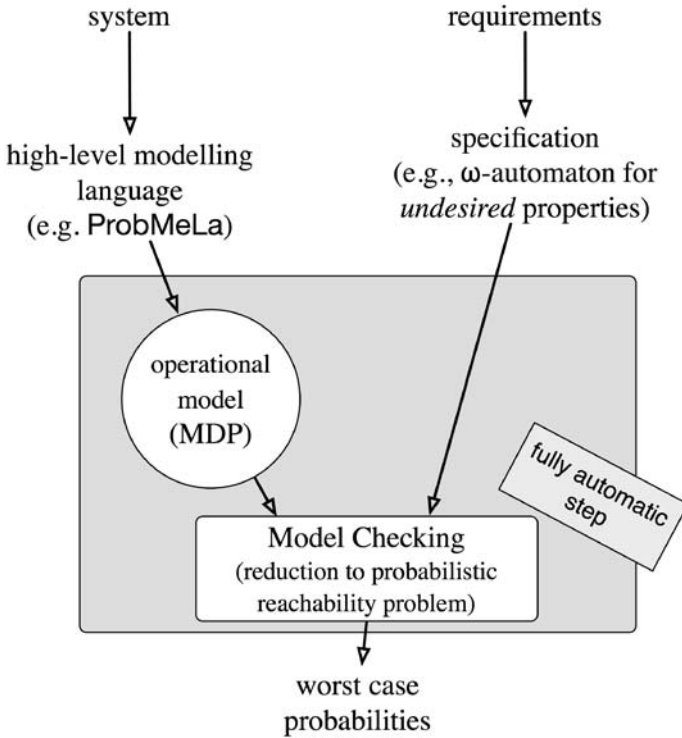 system
requirements
high-level modelling
language
(e.g. ProbMeLa)
specification
(e.g., ω-automaton for
undesired properties)
operational
model
(MDP)
fully automatic
step
Model Checking
(reduction to probabilistic
reachability problem)
worst case
probabilities